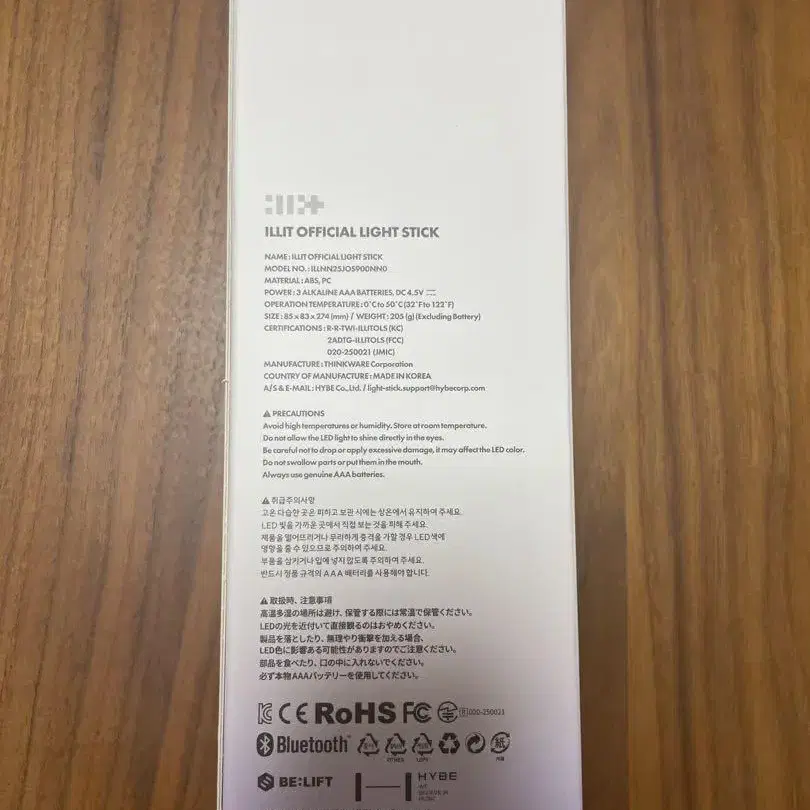 ILLIT OFFICIAL LIGHT STICK
NAME : ILLIT OFFICIAL LIGHT STICK
MODEL NO. : ILLNN25JOS900NN0
MATERIAL : ABS, PC
POWER : 3 ALKALINE AAA BATTERIES, DC 4.5V
OPERATION TEMPERATURE : 0°C to 50°C (32°F to 122°F)
SIZE : 85 x 83 x 274 (mm) / WEIGHT : 205 (g) (Excluding Battery)
CERTIFICATIONS : R-R-TWI-ILLITOLS (KC)
2ADTG-ILLITOLS (FCC)
020-250021 (JMIC)
MANUFACTURE : THINKWARE Corporation
COUNTRY OF MANUFACTURE : MADE IN KOREA
A/S & E-MAIL : HYBE Co., Ltd. / light-stick.support@hybecorp.com
⚠ PRECAUTIONS
Avoid high temperatures or humidity. Store at room temperature.
Do not allow the LED light to shine directly in the eyes.
Be careful not to drop or apply excessive damage, it may affect the LED color.
Do not swallow parts or put them in the mouth.
Always use genuine AAA batteries.
⚠ 취급주의사항
고온 다습한 곳은 피하고 보관 시에는 상온에서 유지하여 주세요.
LED 빛을 가까운 곳에서 직접 보는 것을 피해 주세요.
제품을 떨어뜨리거나 무리하게 충격을 가할 경우 LED색에
영향을 줄 수 있으므로 주의하여 주세요.
부품을 삼키거나 입에 넣지 않도록 주의하여 주세요.
반드시 정품 규격의 AAA 배터리를 사용해야 합니다.
⚠ 取扱時、注意事項
高温多湿の場所は避け、保管する際には常温で保管ください。
LEDの光を近付いて直接観るのはおやめください。
製品を落としたり、無理やり衝撃を加える場合、
LED色に影響ある可能性がありますのでご注意ください。
部品を食べたり、口の中に入れないでください。
必ず本物AAAバッテリーを使用してください。
CE RoHS FC R 020-250021
Bluetooth 紙
BE:LIFT HYBE